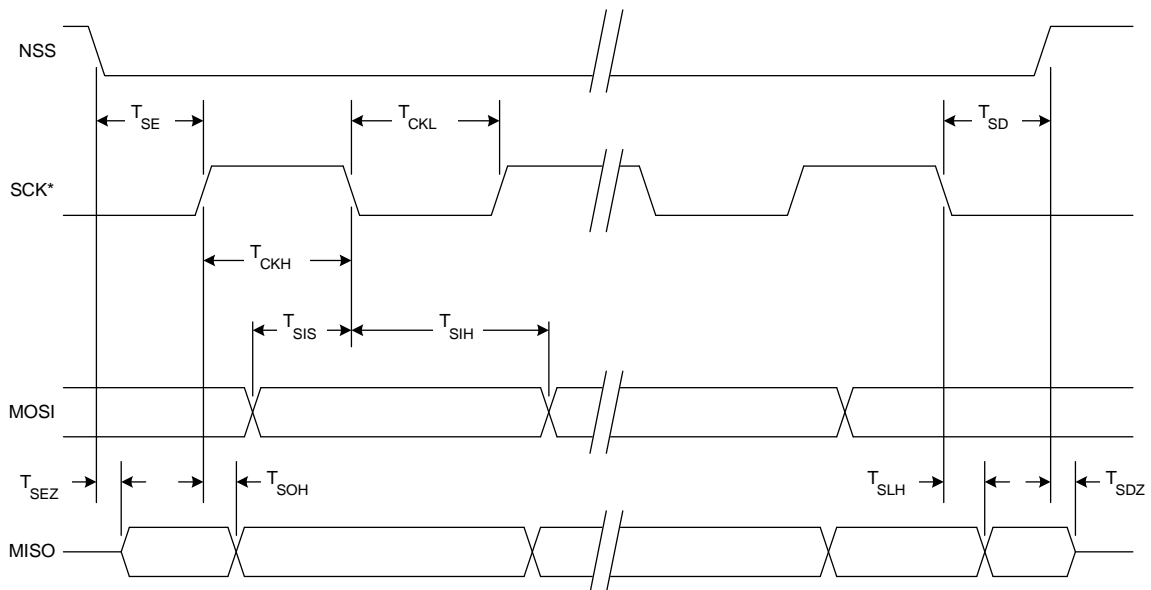 NSS
T_SE
T_CKL
T_SD
SCK*
T_CKH
T_SIS
T_SIH
MOSI
T_SEZ
T_SOH
T_SLH
T_SDZ
MISO